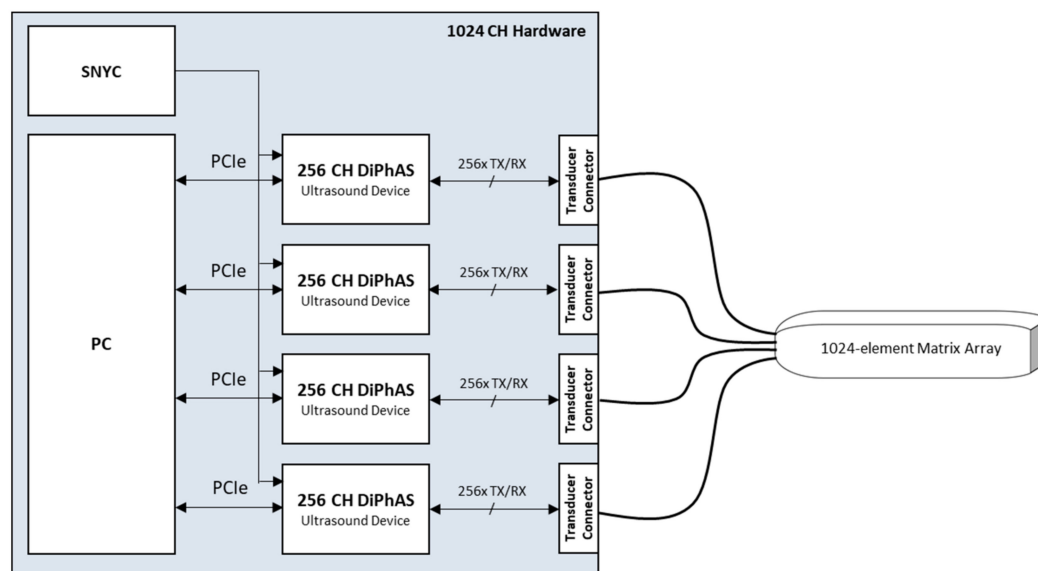 1024 CH Hardware
SNYC
PC
PCIe
256 CH DiPhAS
Ultrasound Device
256x TX/RX
Transducer
Connector
PCIe
256 CH DiPhAS
Ultrasound Device
256x TX/RX
Transducer
Connector
PCIe
256 CH DiPhAS
Ultrasound Device
256x TX/RX
Transducer
Connector
PCIe
256 CH DiPhAS
Ultrasound Device
256x TX/RX
Transducer
Connector
1024-element Matrix Array